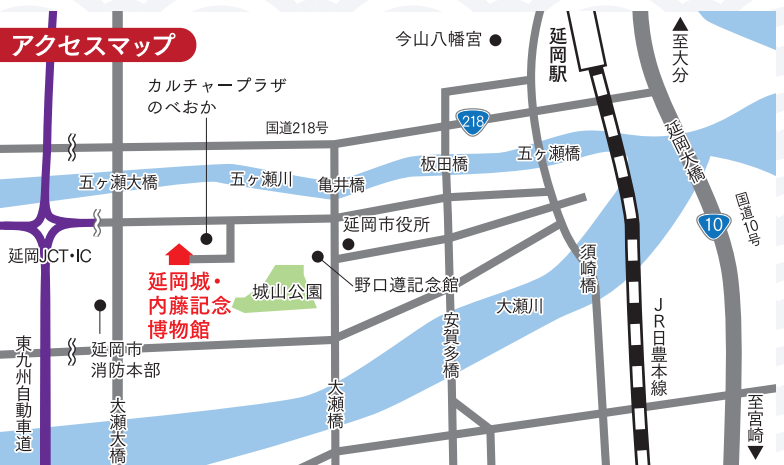 アクセスマップ
今山八幡宮
延岡駅
至大分
カルチャープラザ
のべおか
国道218号
218
延岡大橋
五ヶ瀬大橋
五ヶ瀬川
亀井橋
板田橋
五ヶ瀬橋
国道10号
10
延岡JCT・IC
延岡市役所
延岡城・
内藤記念
博物館
城山公園
野口遵記念館
須崎橋
大瀬川
安賀多橋
JR日豊本線
東九州自動車道
延岡市
消防本部
大瀬大橋
大瀬橋
至宮崎